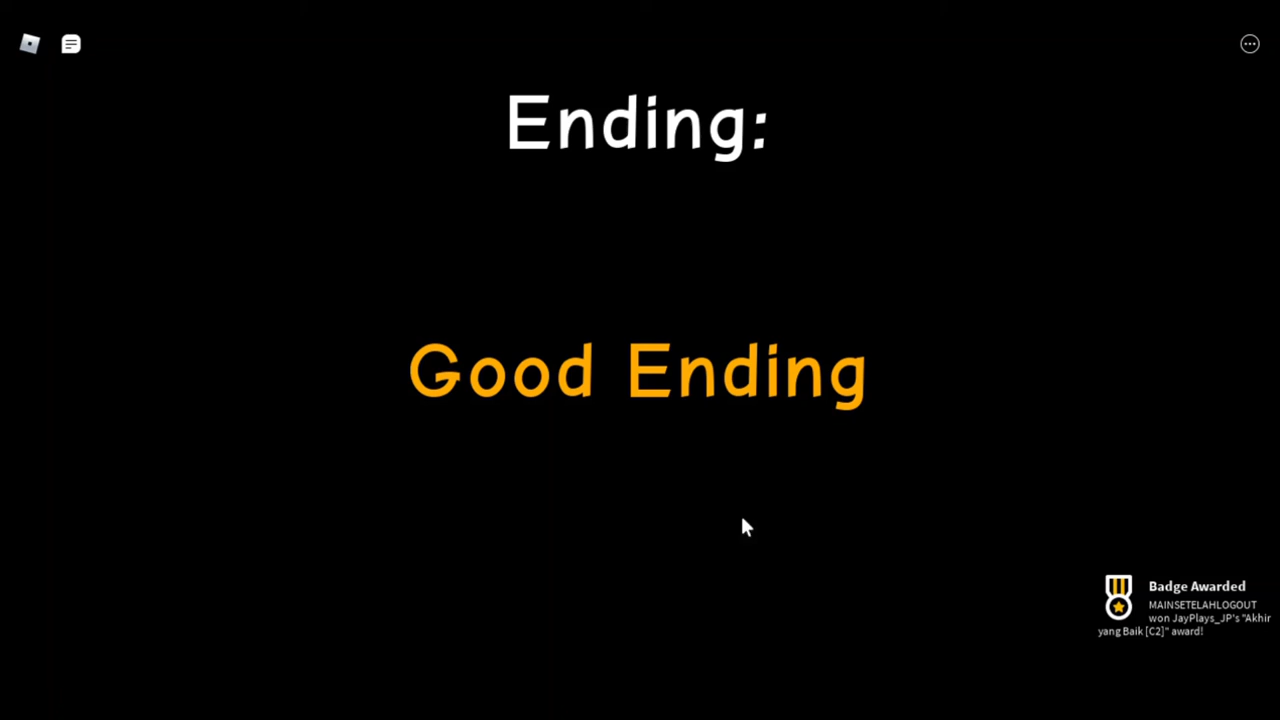 Ending:
Good Ending
Badge Awarded
MAINSETELAHLOGOUT
won JayPlays_JP's "Akhir
yang Baik [C2]" award!